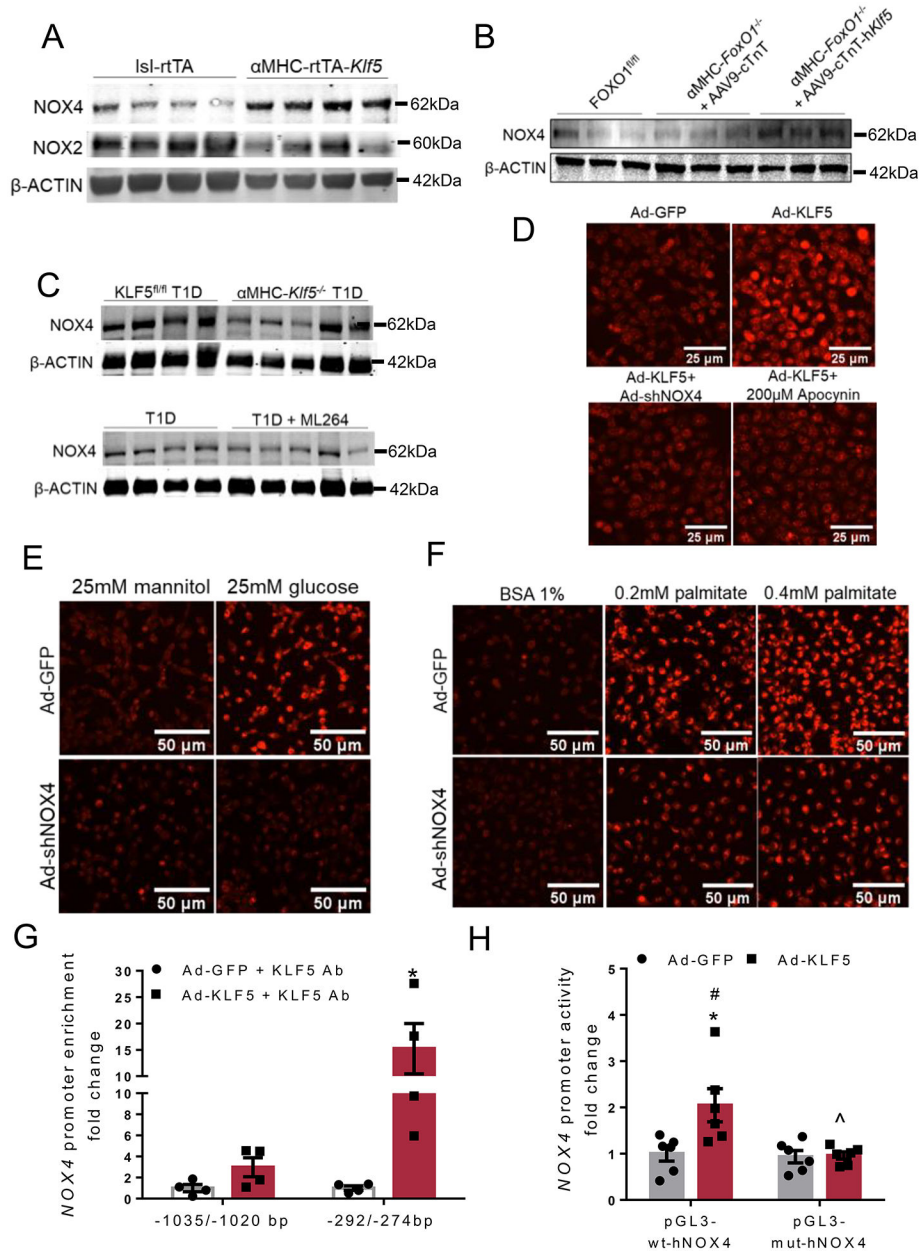 A
lsl-rtTA
αMHC-rtTA-Klf5
NOX4
62kDa
NOX2
60kDa
β-ACTIN
42kDa
B
FOXO1fl/fl
αMHC-FoxO1-/-
+ AAV9-cTnT
αMHC-FoxO1-/-
+ AAV9-cTnT-hKlf5
NOX4
62kDa
β-ACTIN
42kDa
C
KLF5fl/fl T1D
αMHC-Klf5-/- T1D
NOX4
62kDa
β-ACTIN
42kDa
T1D
T1D + ML264
NOX4
62kDa
β-ACTIN
42kDa
D
Ad-GFP
Ad-KLF5
25 µm
25 µm
Ad-KLF5+
Ad-shNOX4
Ad-KLF5+
200µM Apocynin
25 µm
25 µm
E
25mM mannitol
25mM glucose
Ad-GFP
50 µm
50 µm
Ad-shNOX4
50 µm
50 µm
F
BSA 1%
0.2mM palmitate
0.4mM palmitate
Ad-GFP
50 µm
50 µm
50 µm
Ad-shNOX4
50 µm
50 µm
50 µm
G
NOX4 promoter enrichment
fold change
Ad-GFP + KLF5 Ab
Ad-KLF5 + KLF5 Ab
30
25
20
15
10
10
8
6
4
2
0
*
-1035/-1020 bp
-292/-274bp
H
NOX4 promoter activity
fold change
Ad-GFP
Ad-KLF5
5
4
3
2
1
0
#
*
^
pGL3-
wt-hNOX4
pGL3-
mut-hNOX4